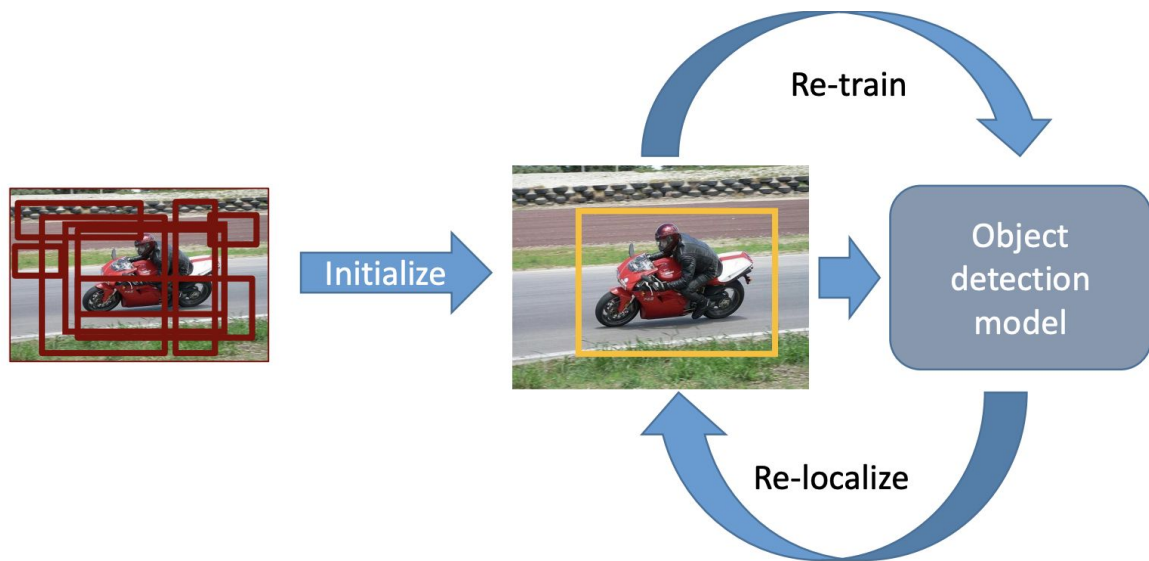 Re-train
Initialize
Object
detection
model
Re-localize